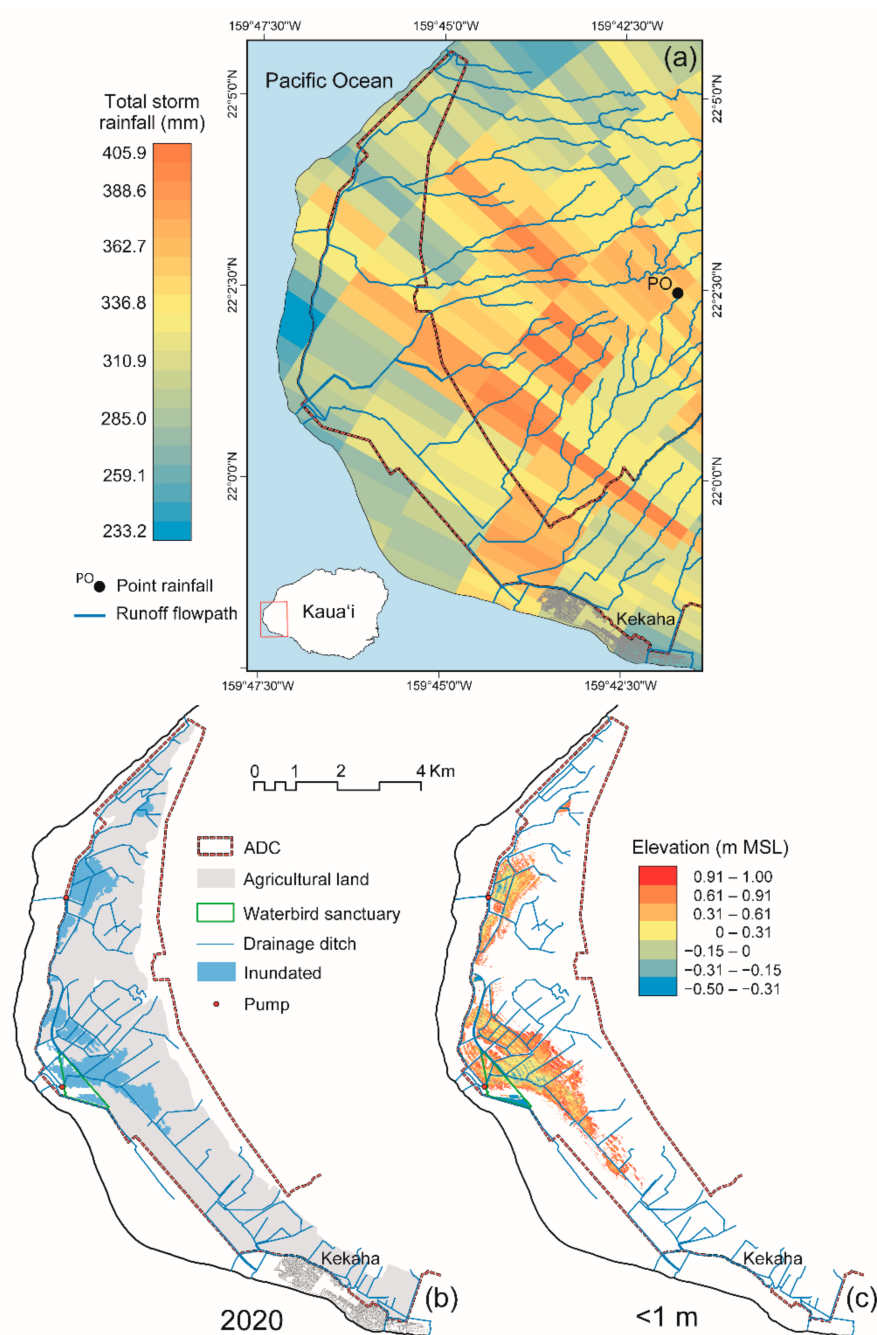 159°47'30"W
159°45'0"W
159°42'30"W
(a)
Pacific Ocean
22°5'0"N
22°5'0"N
Total storm
rainfall (mm)
405.9
388.6
362.7
336.8
310.9
285.0
259.1
233.2
22°2'30"N
PO
22°2'30"N
22°0'0"N
22°0'0"N
PO Point rainfall
Runoff flowpath
Kauaʻi
Kekaha
159°47'30"W
159°45'0"W
159°42'30"W
0 1 2 4 Km
ADC
Agricultural land
Waterbird sanctuary
Drainage ditch
Inundated
Pump
Elevation (m MSL)
0.91 – 1.00
0.61 – 0.91
0.31 – 0.61
0 – 0.31
−0.15 – 0
−0.31 – −0.15
−0.50 – −0.31
Kekaha
(b)
2020
Kekaha
(c)
<1 m